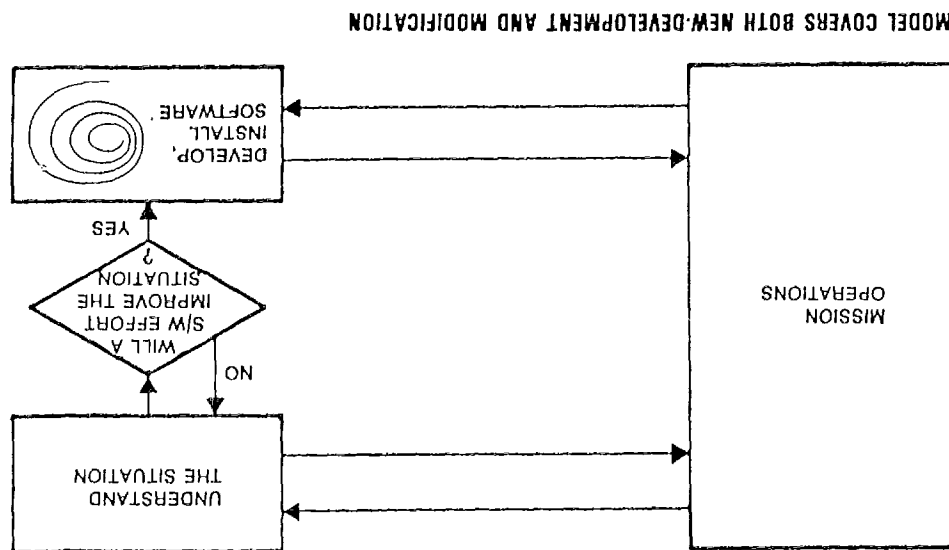 UNDERSTAND
THE SITUATION
NO
WILL A
S/W EFFORT
IMPROVE THE
SITUATION
?
YES
DEVELOP,
INSTALL
SOFTWARE
MISSION
OPERATIONS
MODEL COVERS BOTH NEW-DEVELOPMENT AND MODIFICATION